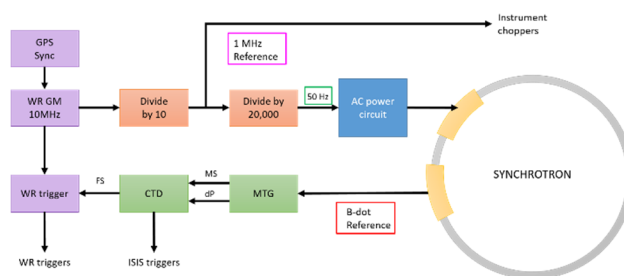 GPS
Sync
1 MHz
Reference
Instrument
choppers
WR GM
10MHz
Divide
by 10
Divide by
20,000
50 Hz
AC power
circuit
SYNCHROTRON
WR trigger
FS
CTD
MS
dP
MTG
B-dot
Reference
WR triggers
ISIS triggers